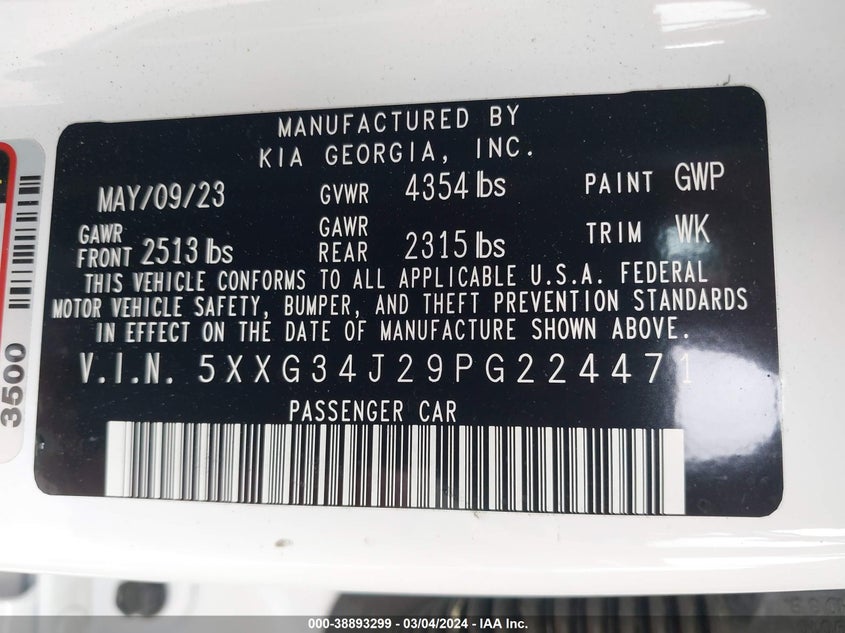 MANUFACTURED BY
KIA GEORGIA, INC.
MAY/09/23 GVWR 4354 lbs PAINT GWP
GAWR FRONT 2513 lbs GAWR REAR 2315 lbs TRIM WK
THIS VEHICLE CONFORMS TO ALL APPLICABLE U.S.A. FEDERAL
MOTOR VEHICLE SAFETY, BUMPER, AND THEFT PREVENTION STANDARDS
IN EFFECT ON THE DATE OF MANUFACTURE SHOWN ABOVE.
V.I.N. 5XXG34J29PG224471
PASSENGER CAR
3500
000-38893299 - 03/04/2024 - IAA Inc.